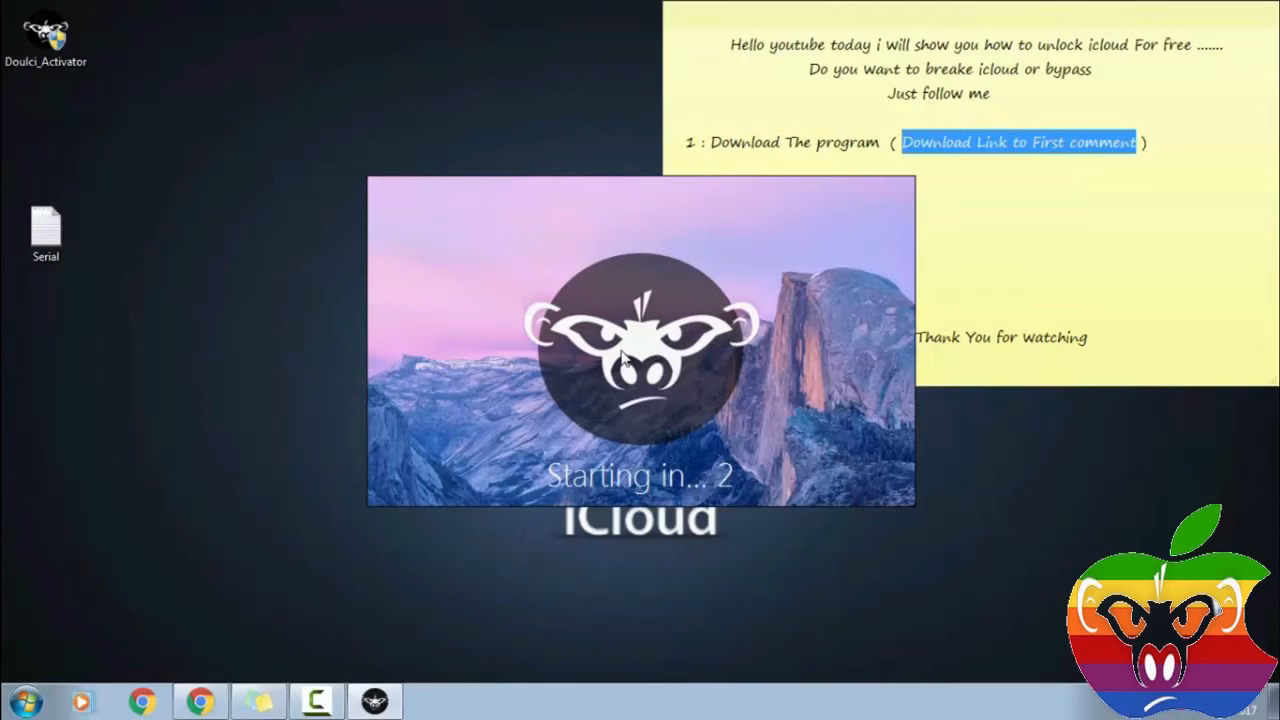 Doulci_Activator
Serial
Hello youtube today i will show you how to unlock icloud For free .......
Do you want to breake icloud or bypass
Just follow me
1 : Download The program ( Download Link to First comment )
Thank You for watching
Starting in... 2
iCloud